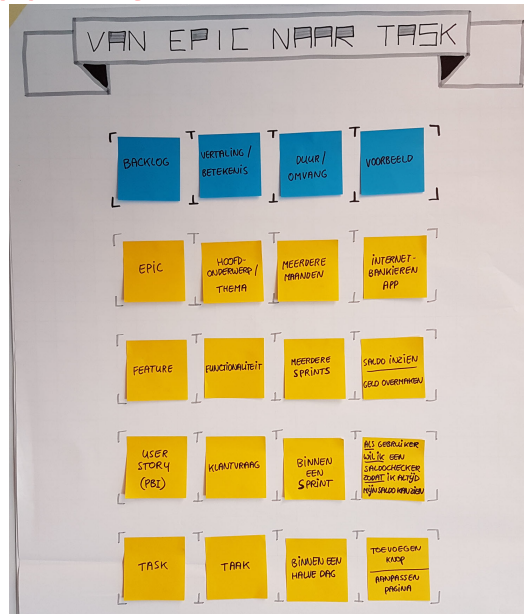 VAN EPIC NAAR TASK
BACKLOG
VERTALING /
BETEKENIS
DUUR /
OMVANG
VOORBEELD
EPIC
HOOFD-
ONDERWERP /
THEMA
MEERDERE
MAANDEN
INTERNET-
BANKIEREN
APP
FEATURE
FUNCTIONALITEIT
MEERDERE
SPRINTS
SALDO INZIEN
GELD OVERMAKEN
USER
STORY
(PBI)
KLANTVRAAG
BINNEN
EEN
SPRINT
ALS GEBRUIKER
WIL IK EEN
SALDOCHECKER
ZODAT IK ALTIJD
MIJN SALDO KAN ZIEN
TASK
TAAK
BINNEN EEN
HALVE DAG
TOEVOEGEN
KNOP
AANPASSEN
PAGINA